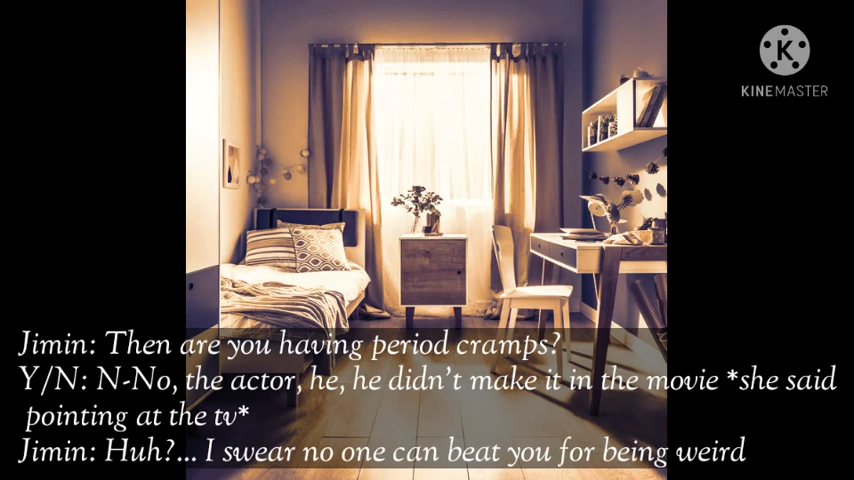 KINEMASTER
Jimin: Then are you having period cramps?
Y/N: N-No, the actor, he, he didn't make it in the movie *she said
pointing at the tv*
Jimin: Huh?... I swear no one can beat you for being weird